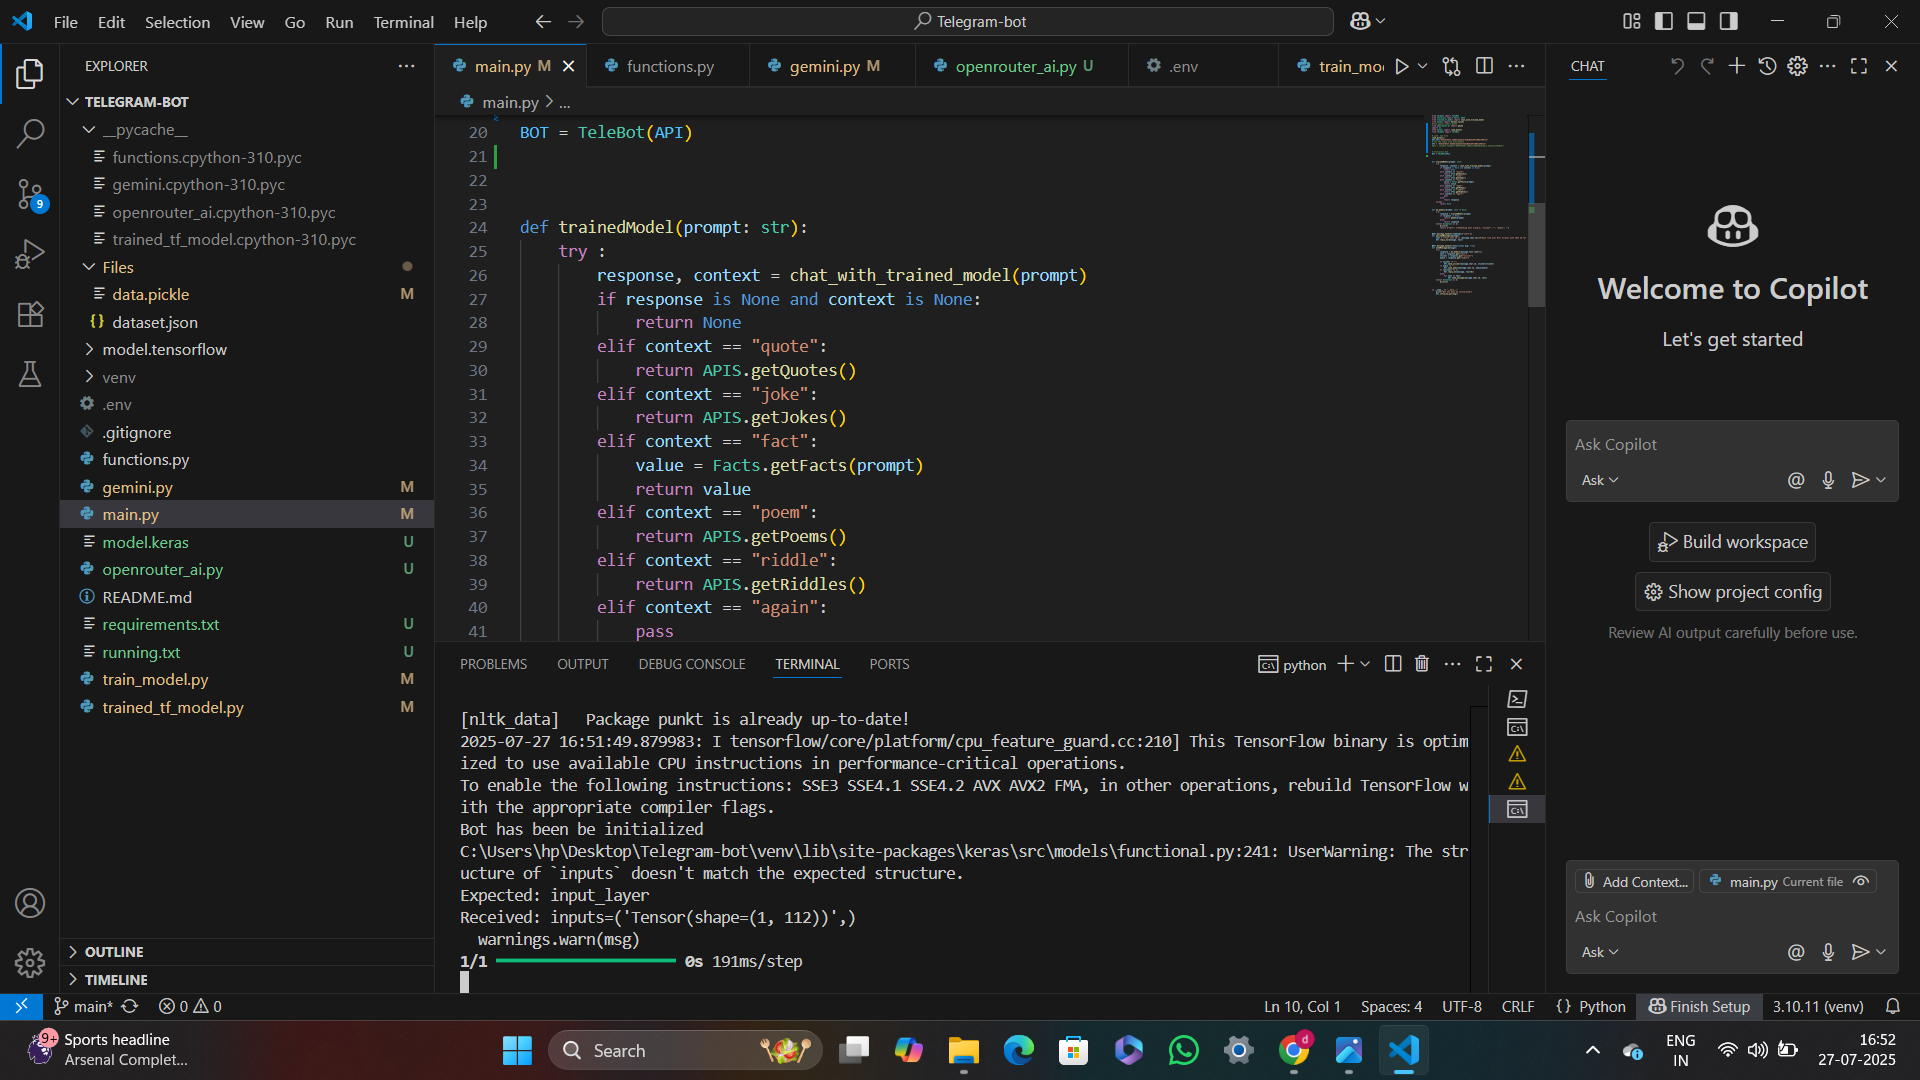 File Edit Selection View Go Run Terminal Help
Telegram-bot
EXPLORER
TELEGRAM-BOT
__pycache__
functions.cpython-310.pyc
gemini.cpython-310.pyc
openrouter_ai.cpython-310.pyc
trained_tf_model.cpython-310.pyc
Files
data.pickle M
{} dataset.json
model.tensorflow
venv
.env
.gitignore
functions.py
gemini.py M
main.py M
model.keras U
openrouter_ai.py U
README.md
requirements.txt U
running.txt U
train_model.py M
trained_tf_model.py M
OUTLINE
TIMELINE
9
main.py M functions.py gemini.py M openrouter_ai.py U .env train_mo
main.py > ...
20 BOT = TeleBot(API)
21
22
23
24 def trainedModel(prompt: str):
25 try :
26 response, context = chat_with_trained_model(prompt)
27 if response is None and context is None:
28 return None
29 elif context == "quote":
30 return APIS.getQuotes()
31 elif context == "joke":
32 return APIS.getJokes()
33 elif context == "fact":
34 value = Facts.getFacts(prompt)
35 return value
36 elif context == "poem":
37 return APIS.getPoems()
38 elif context == "riddle":
39 return APIS.getRiddles()
40 elif context == "again":
41 pass
PROBLEMS OUTPUT DEBUG CONSOLE TERMINAL PORTS
python
[nltk_data] Package punkt is already up-to-date!
2025-07-27 16:51:49.879983: I tensorflow/core/platform/cpu_feature_guard.cc:210] This TensorFlow binary is optim
ized to use available CPU instructions in performance-critical operations.
To enable the following instructions: SSE3 SSE4.1 SSE4.2 AVX AVX2 FMA, in other operations, rebuild TensorFlow w
ith the appropriate compiler flags.
Bot has been be initialized
C:\Users\hp\Desktop\Telegram-bot\venv\lib\site-packages\keras\src\models\functional.py:241: UserWarning: The str
ucture of `inputs` doesn't match the expected structure.
Expected: input_layer
Received: inputs=('Tensor(shape=(1, 112))',)
warnings.warn(msg)
1/1 0s 191ms/step
CHAT
Welcome to Copilot
Let's get started
Ask Copilot
Ask
Build workspace
Show project config
Review AI output carefully before use.
Add Context... main.py Current file
Ask Copilot
Ask
main* 0 0
Ln 10, Col 1 Spaces: 4 UTF-8 CRLF {} Python Finish Setup 3.10.11 (venv)
9+
Sports headline
Arsenal Complet...
Search
d
ENG
IN
16:52
27-07-2025